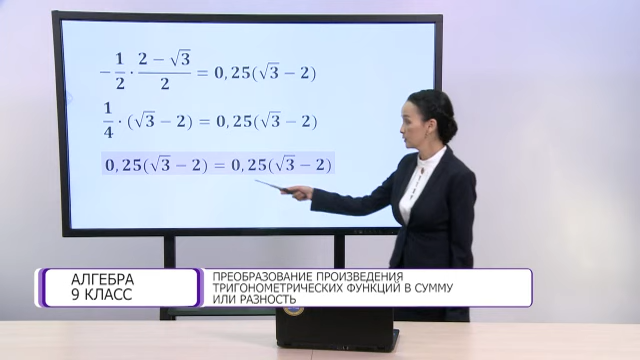 −1/2 · (2 − √3)/2 = 0,25(√3 − 2)
1/4 · (√3 − 2) = 0,25(√3 − 2)
0,25(√3 − 2) = 0,25(√3 − 2)
АЛГЕБРА
9 КЛАСС
ПРЕОБРАЗОВАНИЕ ПРОИЗВЕДЕНИЯ
ТРИГОНОМЕТРИЧЕСКИХ ФУНКЦИЙ В СУММУ
ИЛИ РАЗНОСТЬ